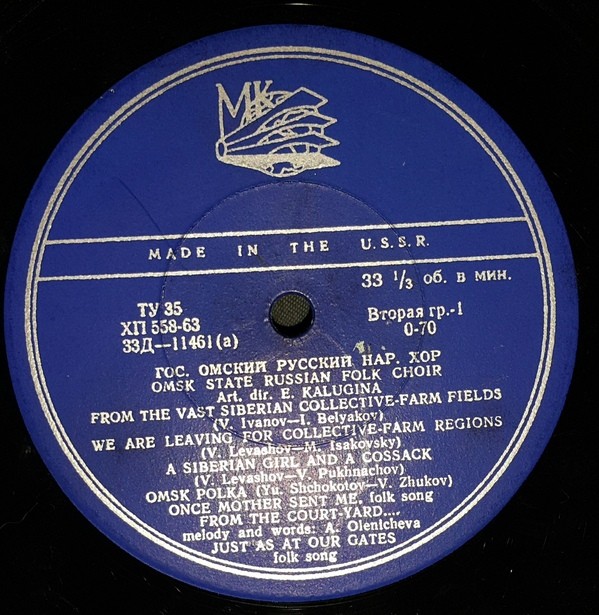 МК
MADE IN THE U.S.S.R.
33 1/3 об. в мин.
ТУ 35
ХП 558-63
33Д—11461(а)
Вторая гр.-1
0-70
ГОС. ОМСКИЙ РУССКИЙ НАР. ХОР
OMSK STATE RUSSIAN FOLK CHOIR
Art. dir. E. KALUGINA
FROM THE VAST SIBERIAN COLLECTIVE-FARM FIELDS
(V. Ivanov—I. Belyakov)
WE ARE LEAVING FOR COLLECTIVE-FARM REGIONS
(V. Levashov—M. Isakovsky)
A SIBERIAN GIRL AND A COSSACK
(V. Levashov—V. Pukhnachov)
OMSK POLKA (Yu. Shchokotov—V. Zhukov)
ONCE MOTHER SENT ME, folk song
FROM THE COURT-YARD....
melody and words: A. Olenicheva
JUST AS AT OUR GATES
folk song